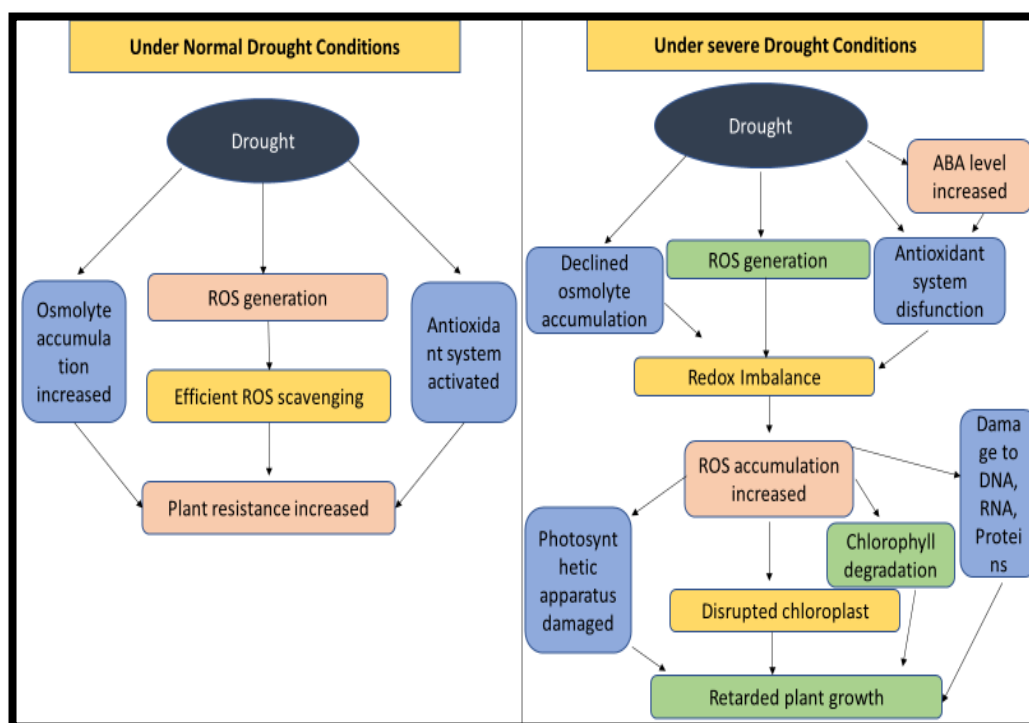 Under Normal Drought Conditions
Drought
Osmolyte
accumula
tion
increased
ROS generation
Efficient ROS scavenging
Antioxida
nt system
activated
Plant resistance increased
Under severe Drought Conditions
Drought
ABA level
increased
Declined
osmolyte
accumulation
ROS generation
Antioxidant
system
disfunction
Redox Imbalance
ROS accumulation
increased
Dama
ge to
DNA,
RNA,
Protei
ns
Photosynt
hetic
apparatus
damaged
Chlorophyll
degradation
Disrupted chloroplast
Retarded plant growth